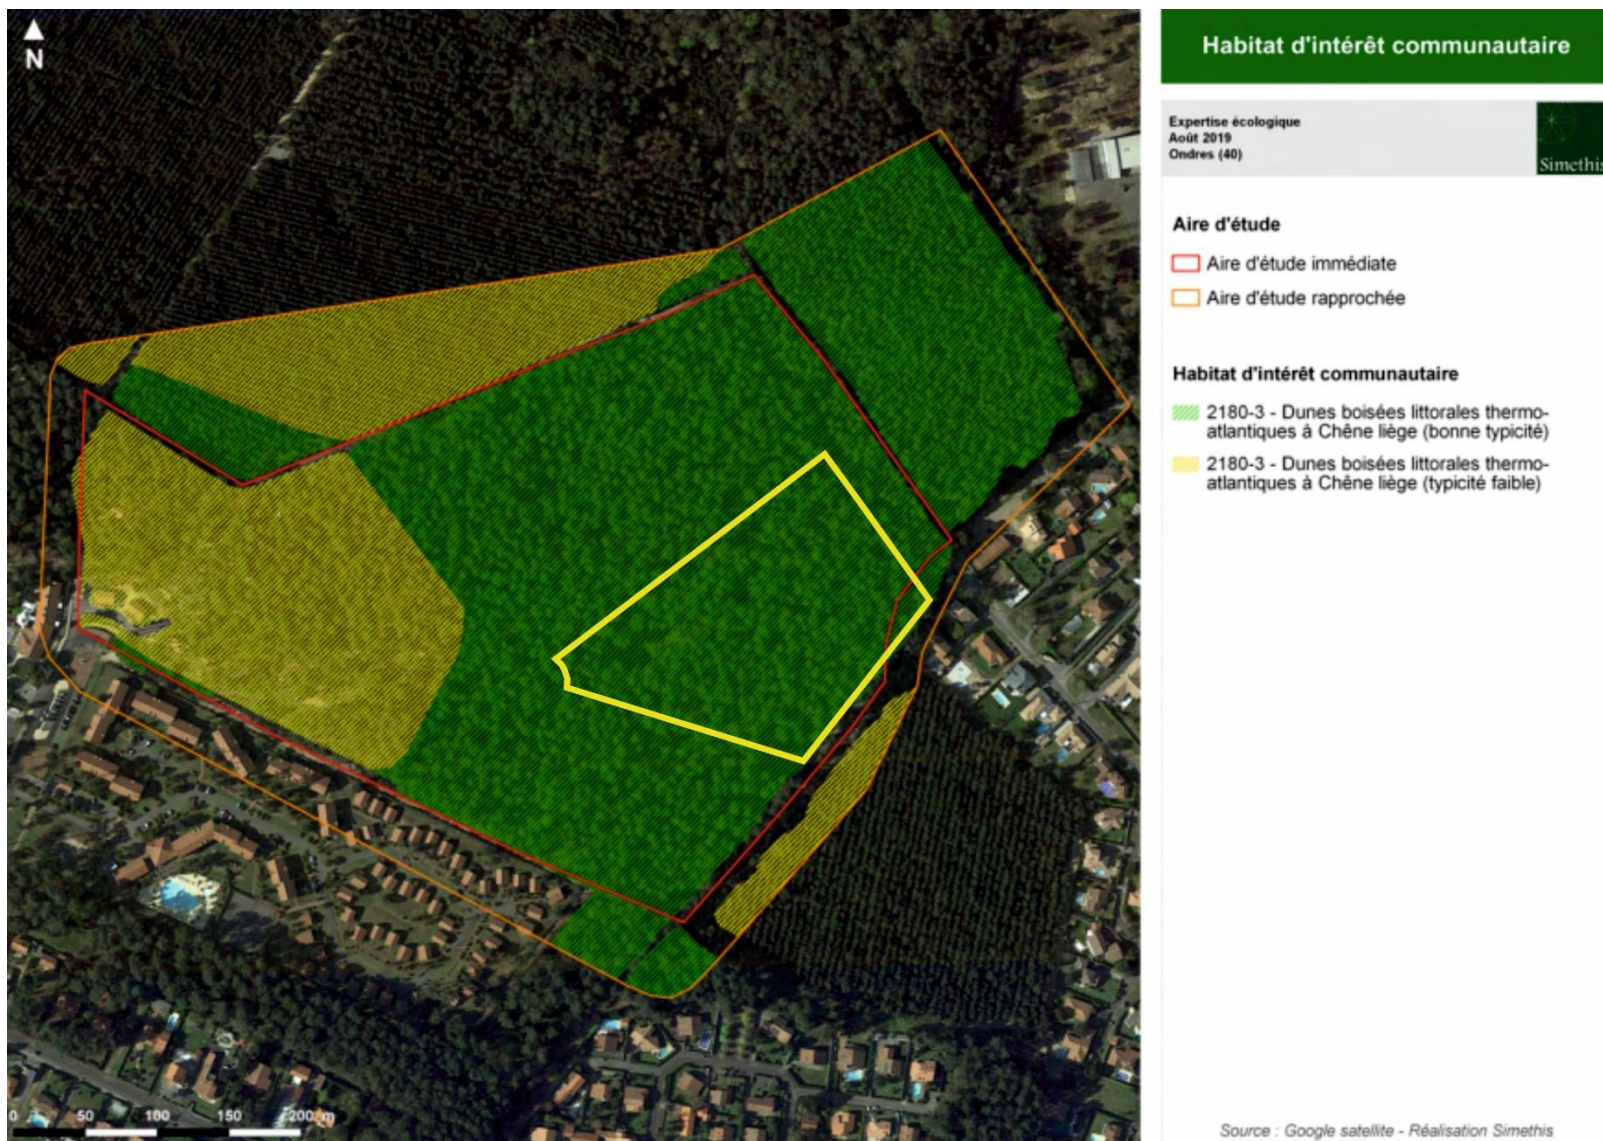 N
Habitat d'intérêt communautaire
Expertise écologique
Août 2019
Ondres (40)
Simethis
Aire d'étude
Aire d'étude immédiate
Aire d'étude rapprochée
Habitat d'intérêt communautaire
2180-3 - Dunes boisées littorales thermo-
atlantiques à Chêne liège (bonne typicité)
2180-3 - Dunes boisées littorales thermo-
atlantiques à Chêne liège (typicité faible)
0 50 100 150 200 m
Source : Google satellite - Réalisation Simethis